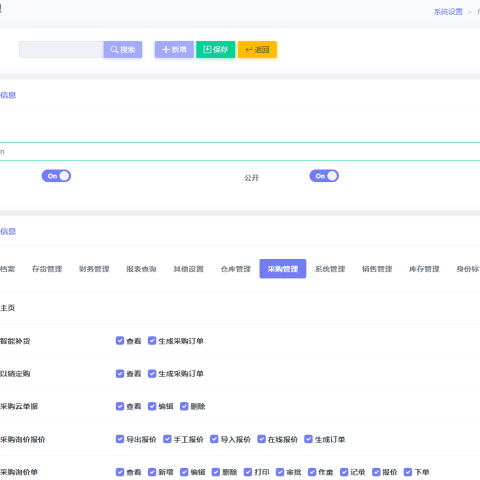 理
系统设置 >
搜索 新增 保存 返回
信息
n
On 公开 On
信息
档案 存货管理 财务管理 报表查询 其他设置 仓库管理 采购管理 系统管理 销售管理 库存管理 身份标
主页
智能补货 查看 生成采购订单
以销定购 查看 生成采购订单
采购云单据 查看 编辑 删除
采购询价报价 导出报价 手工报价 导入报价 在线报价 生成订单
采购询价单 查看 新增 编辑 删除 打印 审批 作废 记录 报价 下单